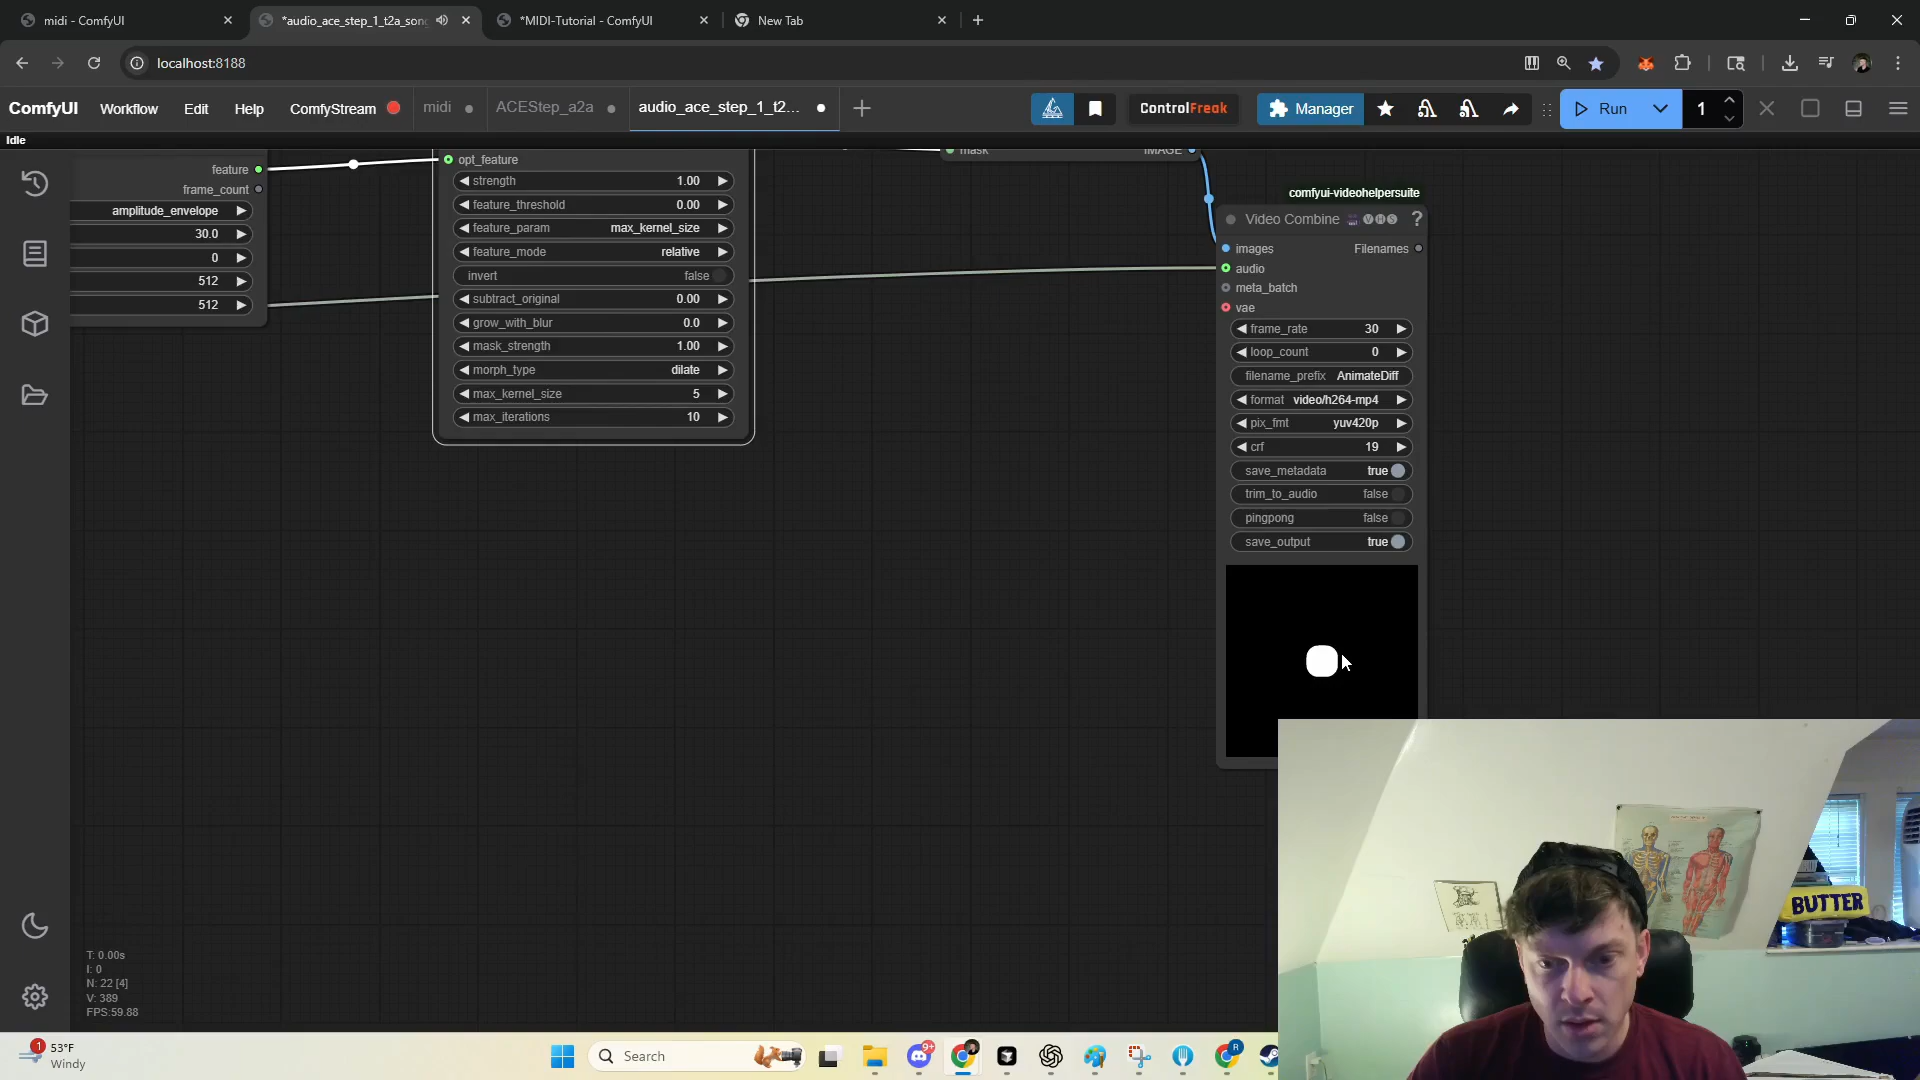 midi - ComfyUI
*audio_ace_step_1_t2a_son
*MIDI-Tutorial - ComfyUI
New Tab
localhost:8188
ComfyUI Workflow Edit Help ComfyStream midi ACEStep_a2a audio_ace_step_1_t2... ControlFreak Manager Run 1
Idle
feature
frame_count
amplitude_envelope
30.0
0
512
512
opt_feature
strength 1.00
feature_threshold 0.00
feature_param max_kernel_size
feature_mode relative
invert false
subtract_original 0.00
grow_with_blur 0.0
mask_strength 1.00
morph_type dilate
max_kernel_size 5
max_iterations 10
mask IMAGE
comfyui-videohelpersuite
Video Combine VHS ?
images Filenames
audio
meta_batch
vae
frame_rate 30
loop_count 0
filename_prefix AnimateDiff
format video/h264-mp4
pix_fmt yuv420p
crf 19
save_metadata true
trim_to_audio false
pingpong false
save_output true
BUTTER
T: 0.00s
I: 0
N: 22 [4]
V: 389
FPS:59.88
1
53°F
Windy
Search
9+
R